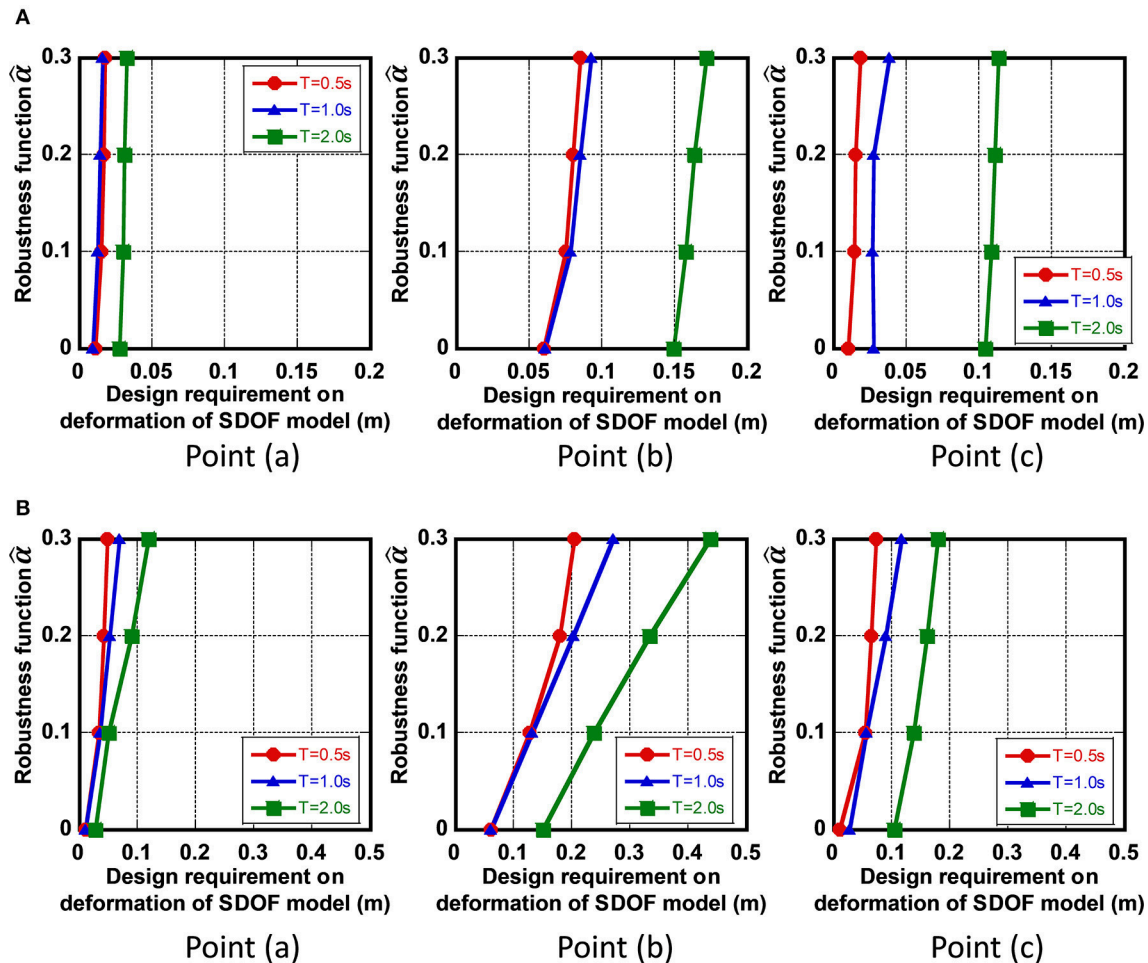 A
Robustness function α̂
0.3
0.2
0.1
0
0 0.05 0.1 0.15 0.2
T=0.5s
T=1.0s
T=2.0s
Design requirement on
deformation of SDOF model (m)
Point (a)
Robustness function α̂
0.3
0.2
0.1
0
0 0.05 0.1 0.15 0.2
Design requirement on
deformation of SDOF model (m)
Point (b)
Robustness function α̂
0.3
0.2
0.1
0
0 0.05 0.1 0.15 0.2
T=0.5s
T=1.0s
T=2.0s
Design requirement on
deformation of SDOF model (m)
Point (c)
B
Robustness function α̂
0.3
0.2
0.1
0
0 0.1 0.2 0.3 0.4 0.5
T=0.5s
T=1.0s
T=2.0s
Design requirement on
deformation of SDOF model (m)
Point (a)
Robustness function α̂
0.3
0.2
0.1
0
0 0.1 0.2 0.3 0.4 0.5
T=0.5s
T=1.0s
T=2.0s
Design requirement on
deformation of SDOF model (m)
Point (b)
Robustness function α̂
0.3
0.2
0.1
0
0 0.1 0.2 0.3 0.4 0.5
T=0.5s
T=1.0s
T=2.0s
Design requirement on
deformation of SDOF model (m)
Point (c)